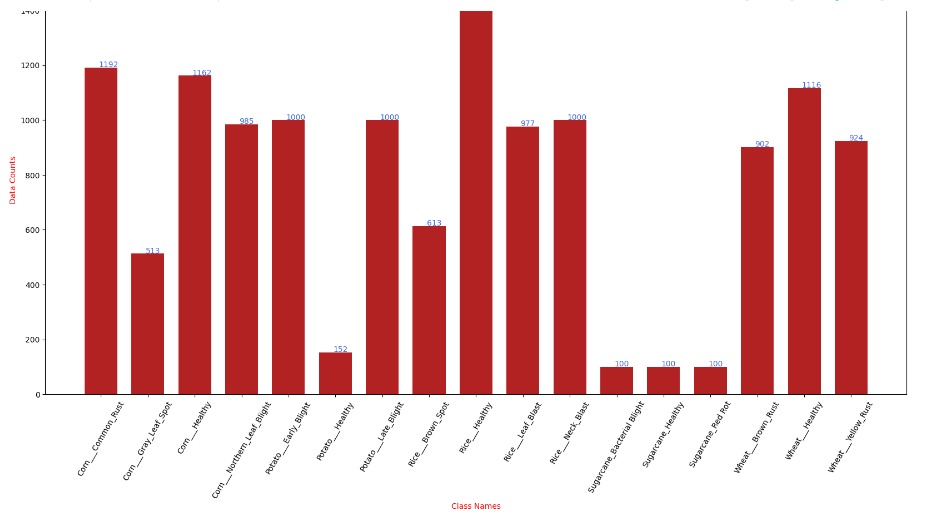 1400
1200
1000
800
600
400
200
0
Data Counts
1192
513
1162
985
1000
152
1000
613
977
1000
100
100
100
902
1116
924
Corn___Common_Rust
Corn___Gray_Leaf_Spot
Corn___Healthy
Corn___Northern_Leaf_Blight
Potato___Early_Blight
Potato___Healthy
Potato___Late_Blight
Rice___Brown_Spot
Rice___Healthy
Rice___Leaf_Blast
Rice___Neck_Blast
Sugarcane_Bacterial Blight
Sugarcane_Healthy
Sugarcane_Red Rot
Wheat___Brown_Rust
Wheat___Healthy
Wheat___Yellow_Rust
Class Names